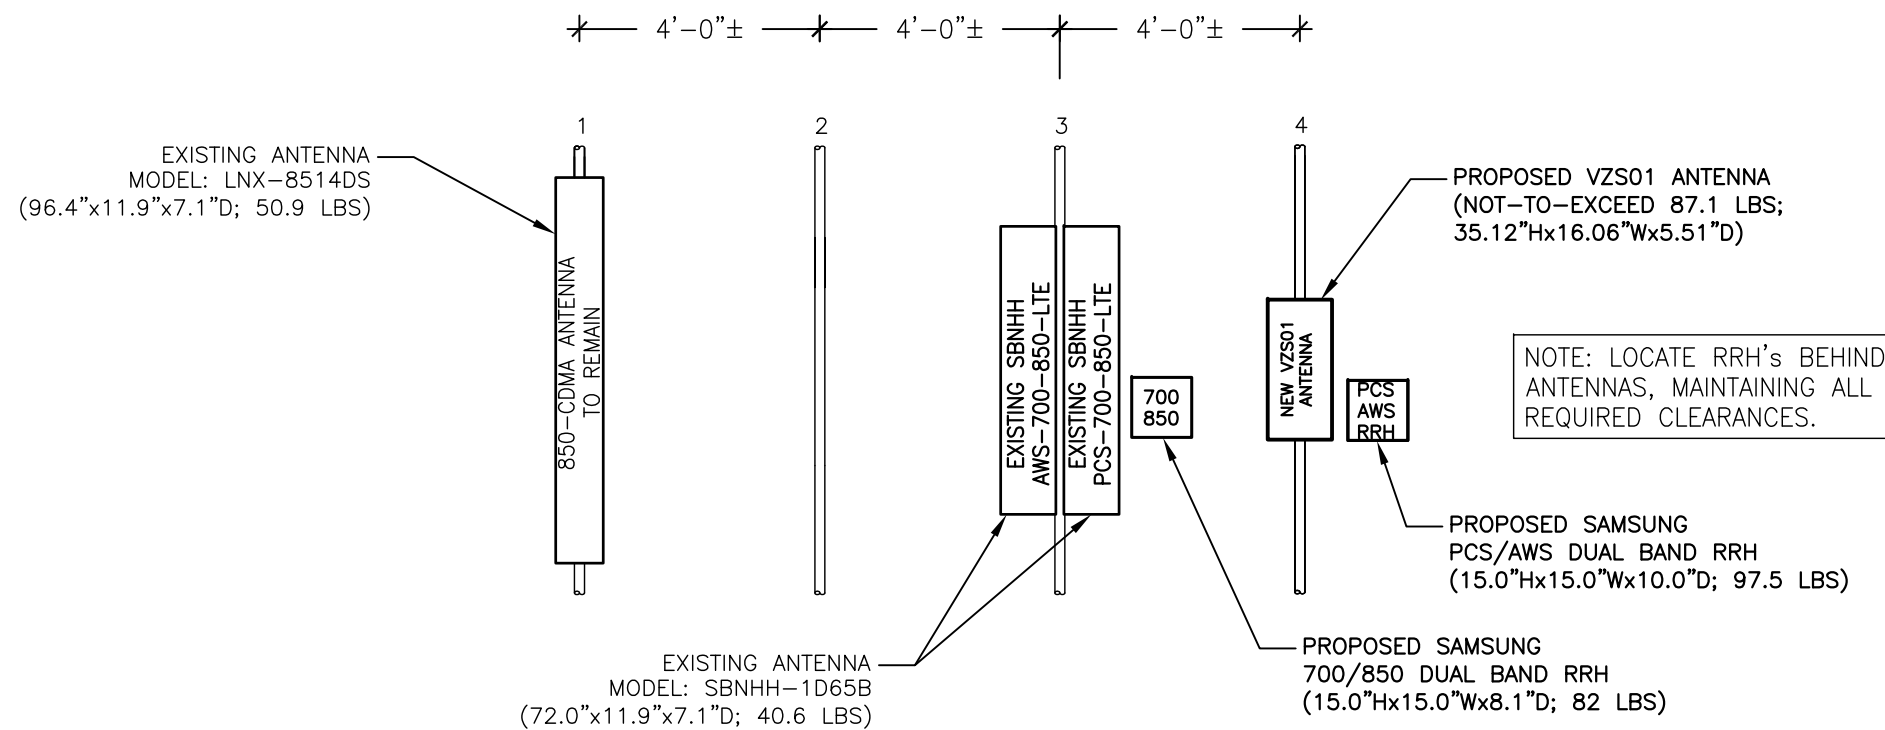 4'-0"±
4'-0"±
4'-0"±
1
2
3
4
EXISTING ANTENNA
MODEL: LNX-8514DS
(96.4"x11.9"x7.1"D; 50.9 LBS)
850-CDMA ANTENNA
TO REMAIN
EXISTING SBNHH
AWS-700-850-LTE
EXISTING SBNHH
PCS-700-850-LTE
700
850
NEW VZS01
ANTENNA
PCS
AWS
RRH
PROPOSED VZS01 ANTENNA
(NOT-TO-EXCEED 87.1 LBS;
35.12"Hx16.06"Wx5.51"D)
NOTE: LOCATE RRH's BEHIND
ANTENNAS, MAINTAINING ALL
REQUIRED CLEARANCES.
PROPOSED SAMSUNG
PCS/AWS DUAL BAND RRH
(15.0"Hx15.0"Wx10.0"D; 97.5 LBS)
PROPOSED SAMSUNG
700/850 DUAL BAND RRH
(15.0"Hx15.0"Wx8.1"D; 82 LBS)
EXISTING ANTENNA
MODEL: SBNHH-1D65B
(72.0"x11.9"x7.1"D; 40.6 LBS)